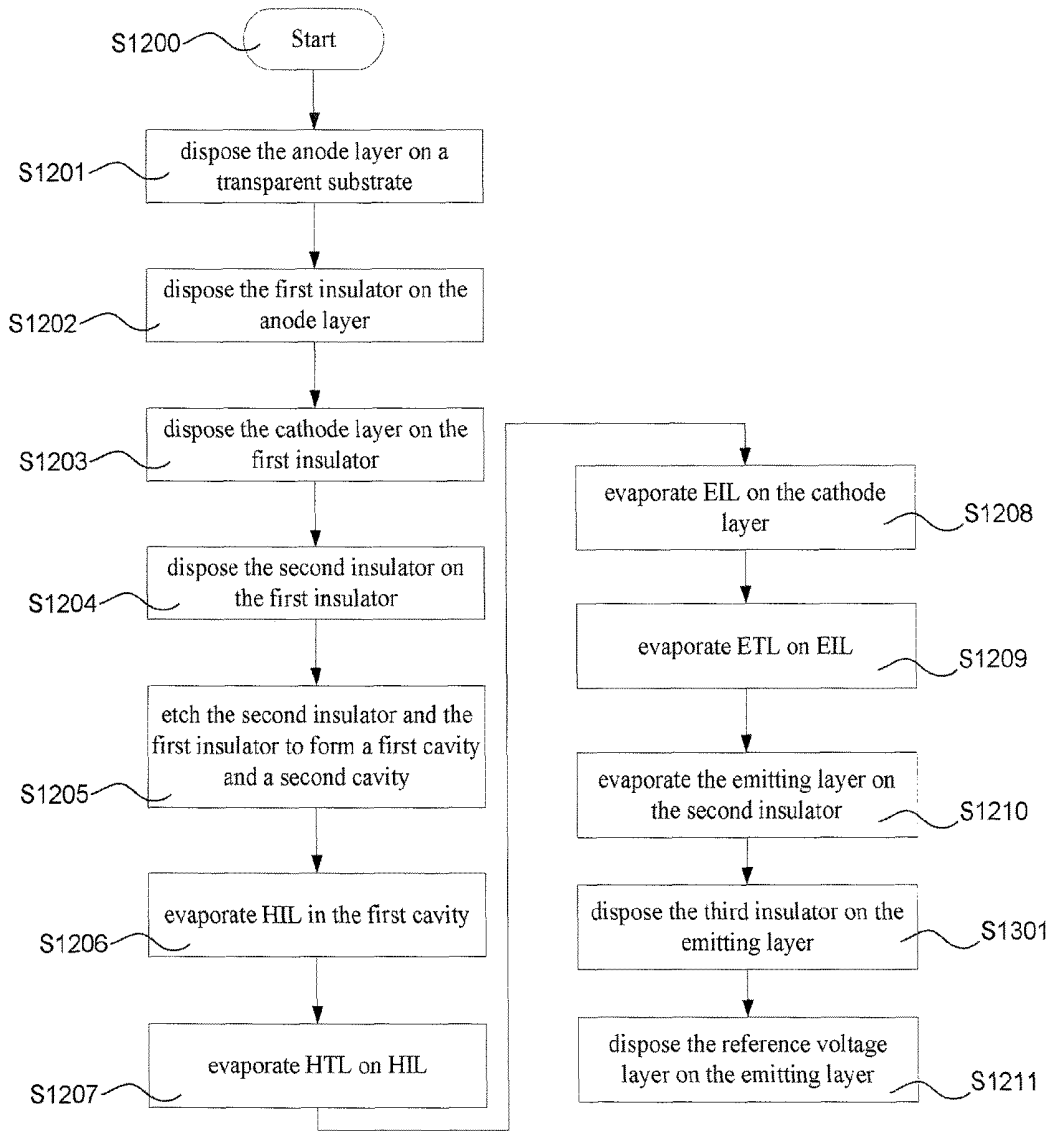 S1200
Start
S1201
dispose the anode layer on a
transparent substrate
S1202
dispose the first insulator on the
anode layer
S1203
dispose the cathode layer on the
first insulator
S1204
dispose the second insulator on
the first insulator
S1205
etch the second insulator and the
first insulator to form a first cavity
and a second cavity
S1206
evaporate HIL in the first cavity
S1207
evaporate HTL on HIL
evaporate EIL on the cathode
layer
S1208
evaporate ETL on EIL
S1209
evaporate the emitting layer on
the second insulator
S1210
dispose the third insulator on the
emitting layer
S1301
dispose the reference voltage
layer on the emitting layer
S1211